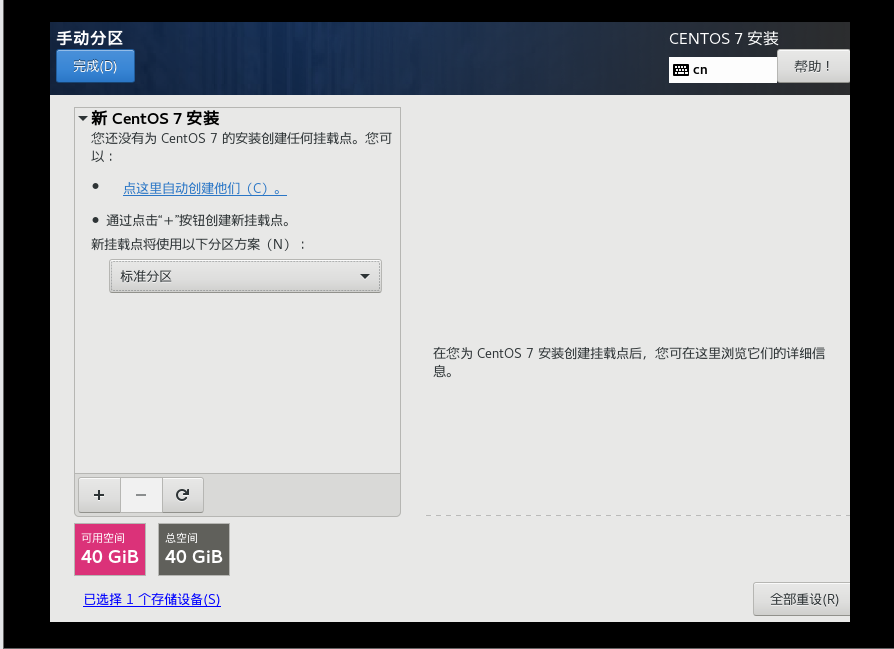 手动分区
CENTOS 7 安装
完成(D)
cn
帮助！
新 CentOS 7 安装
您还没有为 CentOS 7 的安装创建任何挂载点。您可
以：
点这里自动创建他们（C）。
通过点击“+”按钮创建新挂载点。
新挂载点将使用以下分区方案（N）：
标准分区
在您为 CentOS 7 安装创建挂载点后，您可在这里浏览它们的详细信
息。
+ −
可用空间
40 GiB
总空间
40 GiB
已选择 1 个存储设备(S)
全部重设(R)